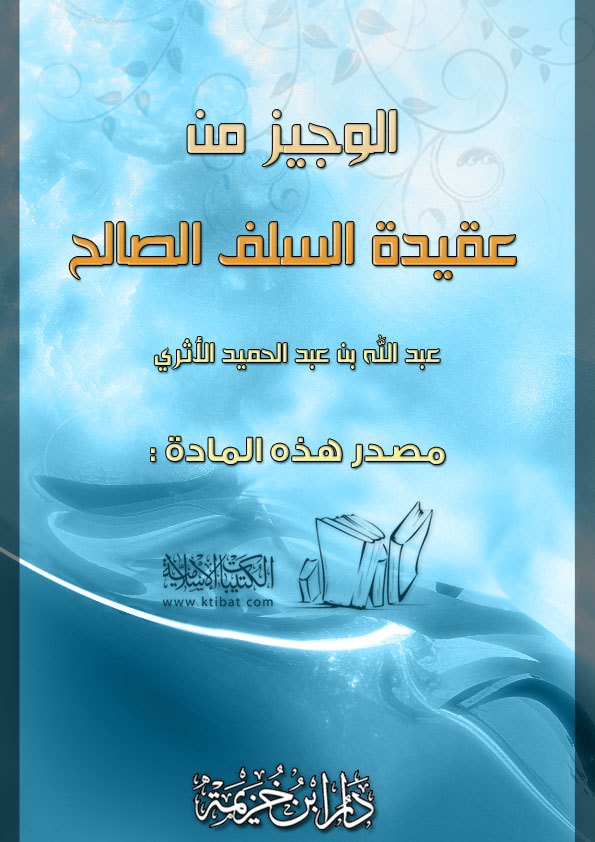 الوجيز من
عقيدة السلف الصالح
عبد الله بن عبد الحميد الأثري
مصدر هذه المادة :
الكتيبات الإسلامية
www.ktibat.com
دار ابن خزيمة